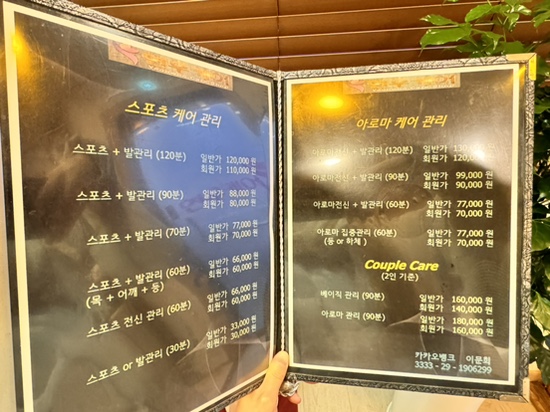 스포츠 케어 관리
스포츠 + 발관리 (120분) 일반가 120,000 원
회원가 110,000 원
스포츠 + 발관리 (90분) 일반가 88,000 원
회원가 80,000 원
스포츠 + 발관리 (70분) 일반가 77,000 원
회원가 70,000 원
스포츠 + 발관리 (60분) 일반가 66,000 원
(목 + 어깨 + 등) 회원가 60,000 원
스포츠 전신 관리 (60분) 일반가 66,000 원
회원가 60,000 원
스포츠 or 발관리 (30분) 일반가 33,000 원
회원가 30,000 원
아로마 케어 관리
아로마전신 + 발관리 (120분) 일반가 130,000 원
회원가 120,000 원
아로마전신 + 발관리 (90분) 일반가 99,000 원
회원가 90,000 원
아로마전신 + 발관리 (60분) 일반가 77,000 원
회원가 70,000 원
아로마 집중관리 (60분) 일반가 77,000 원
(등 or 하체) 회원가 70,000 원
Couple Care
(2인 기준)
베이직 관리 (90분) 일반가 160,000 원
회원가 140,000 원
아로마 관리 (90분) 일반가 180,000 원
회원가 160,000 원
카카오뱅크 이문희
3333 - 29 - 1906299